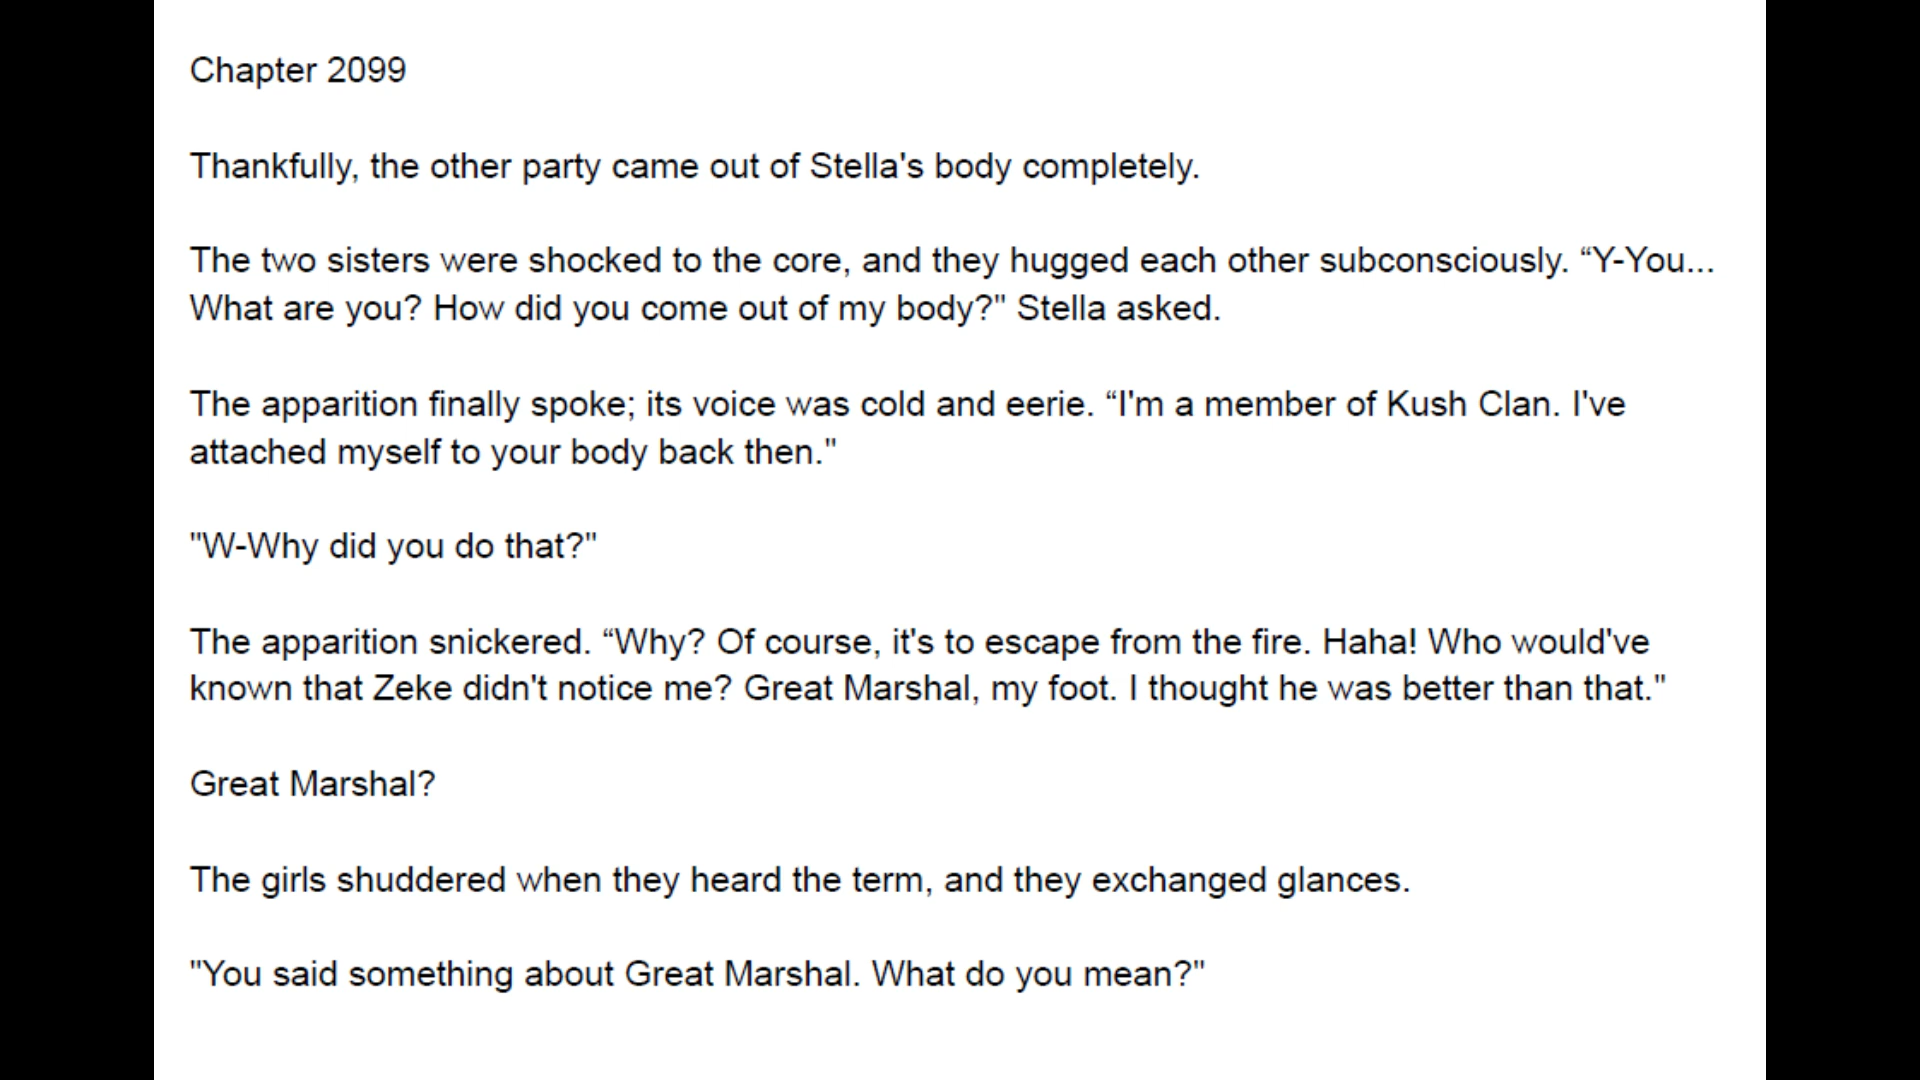 Chapter 2099
Thankfully, the other party came out of Stella's body completely.
The two sisters were shocked to the core, and they hugged each other subconsciously. “Y-You...
What are you? How did you come out of my body?" Stella asked.
The apparition finally spoke; its voice was cold and eerie. “I'm a member of Kush Clan. I've
attached myself to your body back then."
"W-Why did you do that?"
The apparition snickered. “Why? Of course, it's to escape from the fire. Haha! Who would've
known that Zeke didn't notice me? Great Marshal, my foot. I thought he was better than that."
Great Marshal?
The girls shuddered when they heard the term, and they exchanged glances.
"You said something about Great Marshal. What do you mean?"